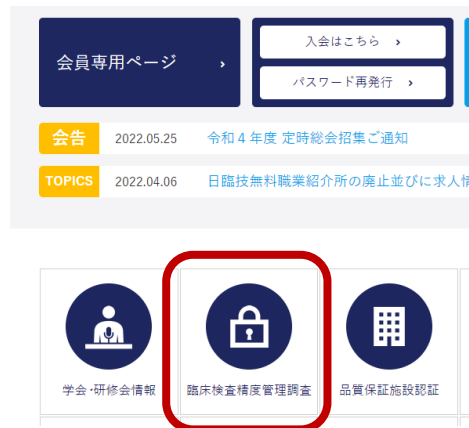 会員専用ページ
入会はこちら
パスワード再発行
会告 2022.05.25 令和4年度 定時総会招集ご通知
TOPICS 2022.04.06 日臨技無料職業紹介所の廃止並びに求人
学会・研修会情報 臨床検査精度管理調査 品質保証施設認証